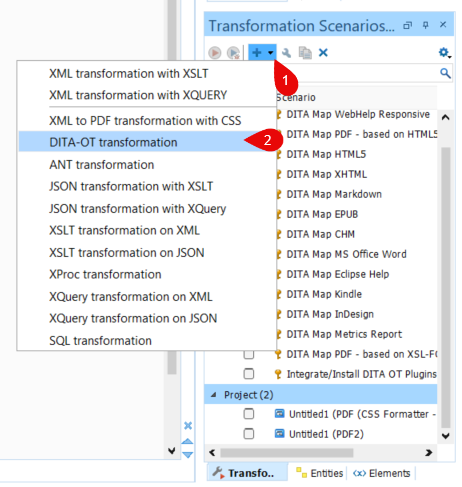 Transformation Scenarios...
1
XML transformation with XSLT
XML transformation with XQUERY
XML to PDF transformation with CSS
DITA-OT transformation
2
ANT transformation
JSON transformation with XSLT
JSON transformation with XQuery
XSLT transformation on XML
XSLT transformation on JSON
XProc transformation
XQuery transformation on XML
XQuery transformation on JSON
SQL transformation
Scenario
DITA Map WebHelp Responsive
DITA Map PDF - based on HTML5
DITA Map HTML5
DITA Map XHTML
DITA Map Markdown
DITA Map EPUB
DITA Map CHM
DITA Map MS Office Word
DITA Map Eclipse Help
DITA Map Kindle
DITA Map InDesign
DITA Map Metrics Report
DITA Map PDF - based on XSL-FO
Integrate/Install DITA OT Plugins
Project (2)
Untitled1 (PDF (CSS Formatter -
Untitled1 (PDF2)
Transfo.. Entities Elements